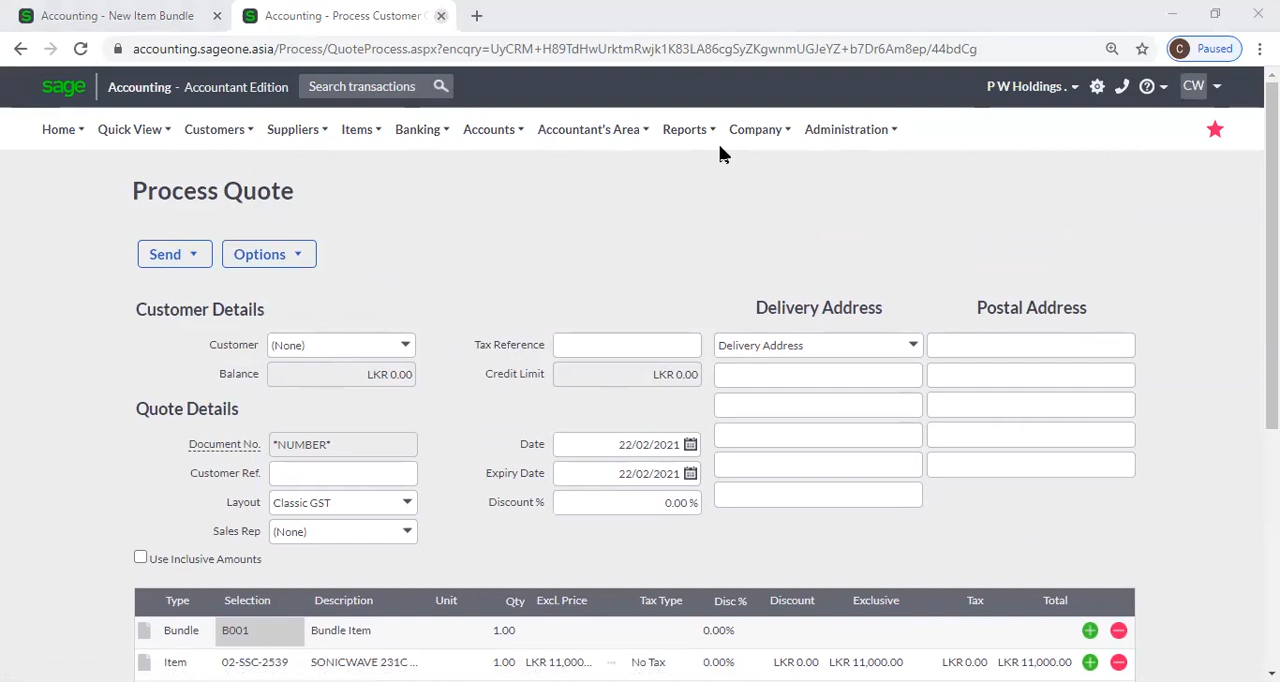 Accounting - New Item Bundle
Accounting - Process Customer
accounting.sageone.asia/Process/QuoteProcess.aspx?encqry=UyCRM+H89TdHwUrktmRwjk1K83LA86cgSyZKgwnmUGJeYZ+b7Dr6Am8ep/44bdCg
C Paused
sage Accounting - Accountant Edition Search transactions P W Holdings . CW
Home Quick View Customers Suppliers Items Banking Accounts Accountant's Area Reports Company Administration
Process Quote
Send Options
Customer Details Delivery Address Postal Address
Customer (None) Tax Reference Delivery Address
Balance LKR 0.00 Credit Limit LKR 0.00
Quote Details
Document No. *NUMBER* Date 22/02/2021
Customer Ref. Expiry Date 22/02/2021
Layout Classic GST Discount % 0.00 %
Sales Rep (None)
Use Inclusive Amounts
Type Selection Description Unit Qty Excl. Price Tax Type Disc % Discount Exclusive Tax Total
Bundle B001 Bundle Item 1.00 0.00%
Item 02-SSC-2539 SONICWAVE 231C ... 1.00 LKR 11,000... ... No Tax 0.00% LKR 0.00 LKR 11,000.00 LKR 0.00 LKR 11,000.00